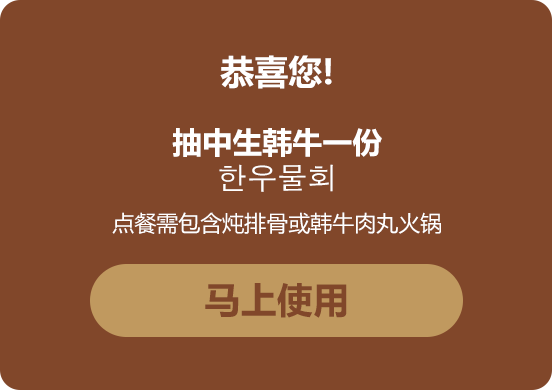 恭喜您!
抽中生韩牛一份
한우물회
点餐需包含炖排骨或韩牛肉丸火锅
马上使用